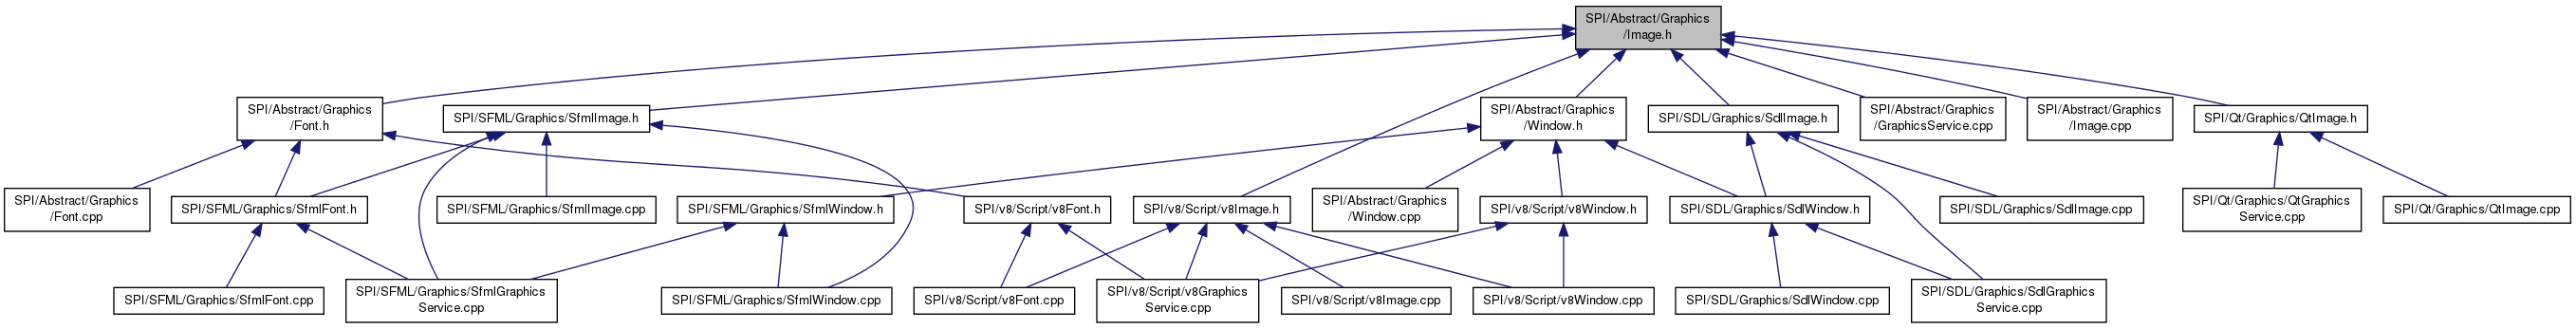 SPI/Abstract/Graphics
/Image.h
SPI/Abstract/Graphics
/Font.h
SPI/SFML/Graphics/SfmlImage.h
SPI/Abstract/Graphics
/Window.h
SPI/SDL/Graphics/SdlImage.h
SPI/Abstract/Graphics
/GraphicsService.cpp
SPI/Abstract/Graphics
/Image.cpp
SPI/Qt/Graphics/QtImage.h
SPI/Abstract/Graphics
/Font.cpp
SPI/SFML/Graphics/SfmlFont.h
SPI/SFML/Graphics/SfmlImage.cpp
SPI/SFML/Graphics/SfmlWindow.h
SPI/v8/Script/v8Font.h
SPI/v8/Script/v8Image.h
SPI/Abstract/Graphics
/Window.cpp
SPI/v8/Script/v8Window.h
SPI/SDL/Graphics/SdlWindow.h
SPI/SDL/Graphics/SdlImage.cpp
SPI/Qt/Graphics/QtGraphics
Service.cpp
SPI/Qt/Graphics/QtImage.cpp
SPI/SFML/Graphics/SfmlFont.cpp
SPI/SFML/Graphics/SfmlGraphics
Service.cpp
SPI/SFML/Graphics/SfmlWindow.cpp
SPI/v8/Script/v8Font.cpp
SPI/v8/Script/v8Graphics
Service.cpp
SPI/v8/Script/v8Image.cpp
SPI/v8/Script/v8Window.cpp
SPI/SDL/Graphics/SdlWindow.cpp
SPI/SDL/Graphics/SdlGraphics
Service.cpp